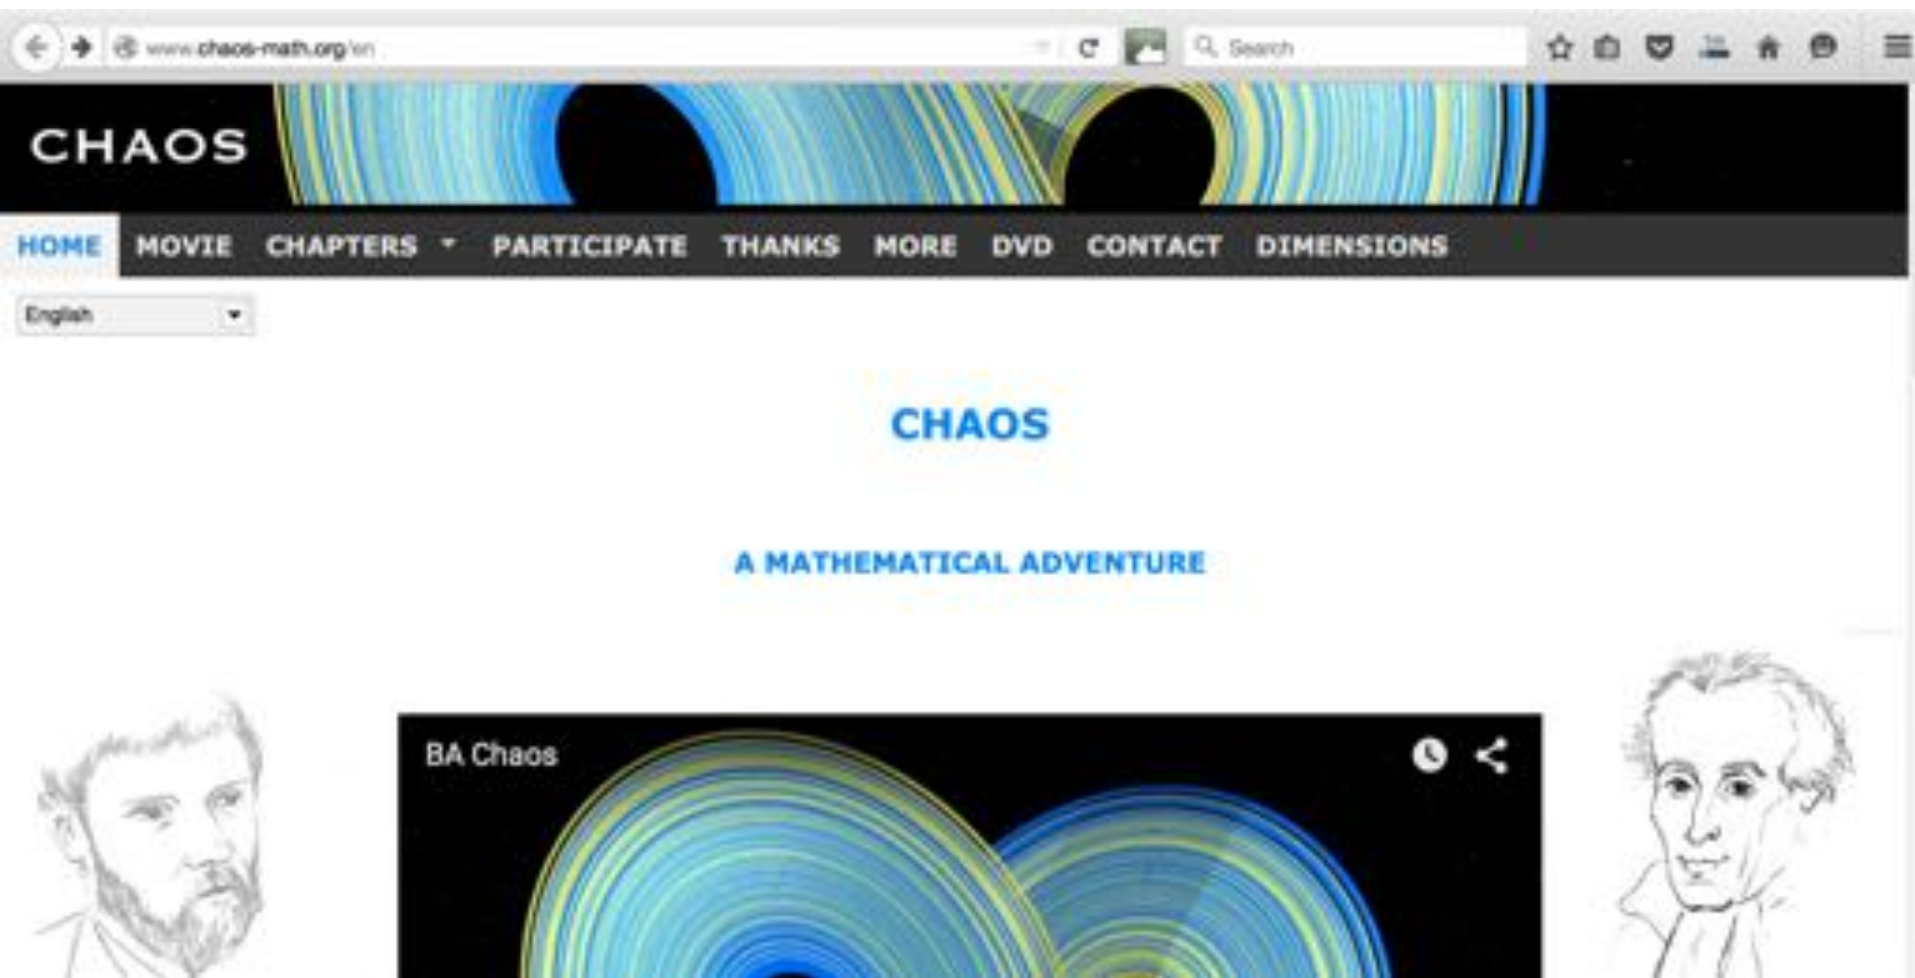 www.chaos-math.org/en
Search
CHAOS
HOME MOVIE CHAPTERS PARTICIPATE THANKS MORE DVD CONTACT DIMENSIONS
English
CHAOS
A MATHEMATICAL ADVENTURE
BA Chaos